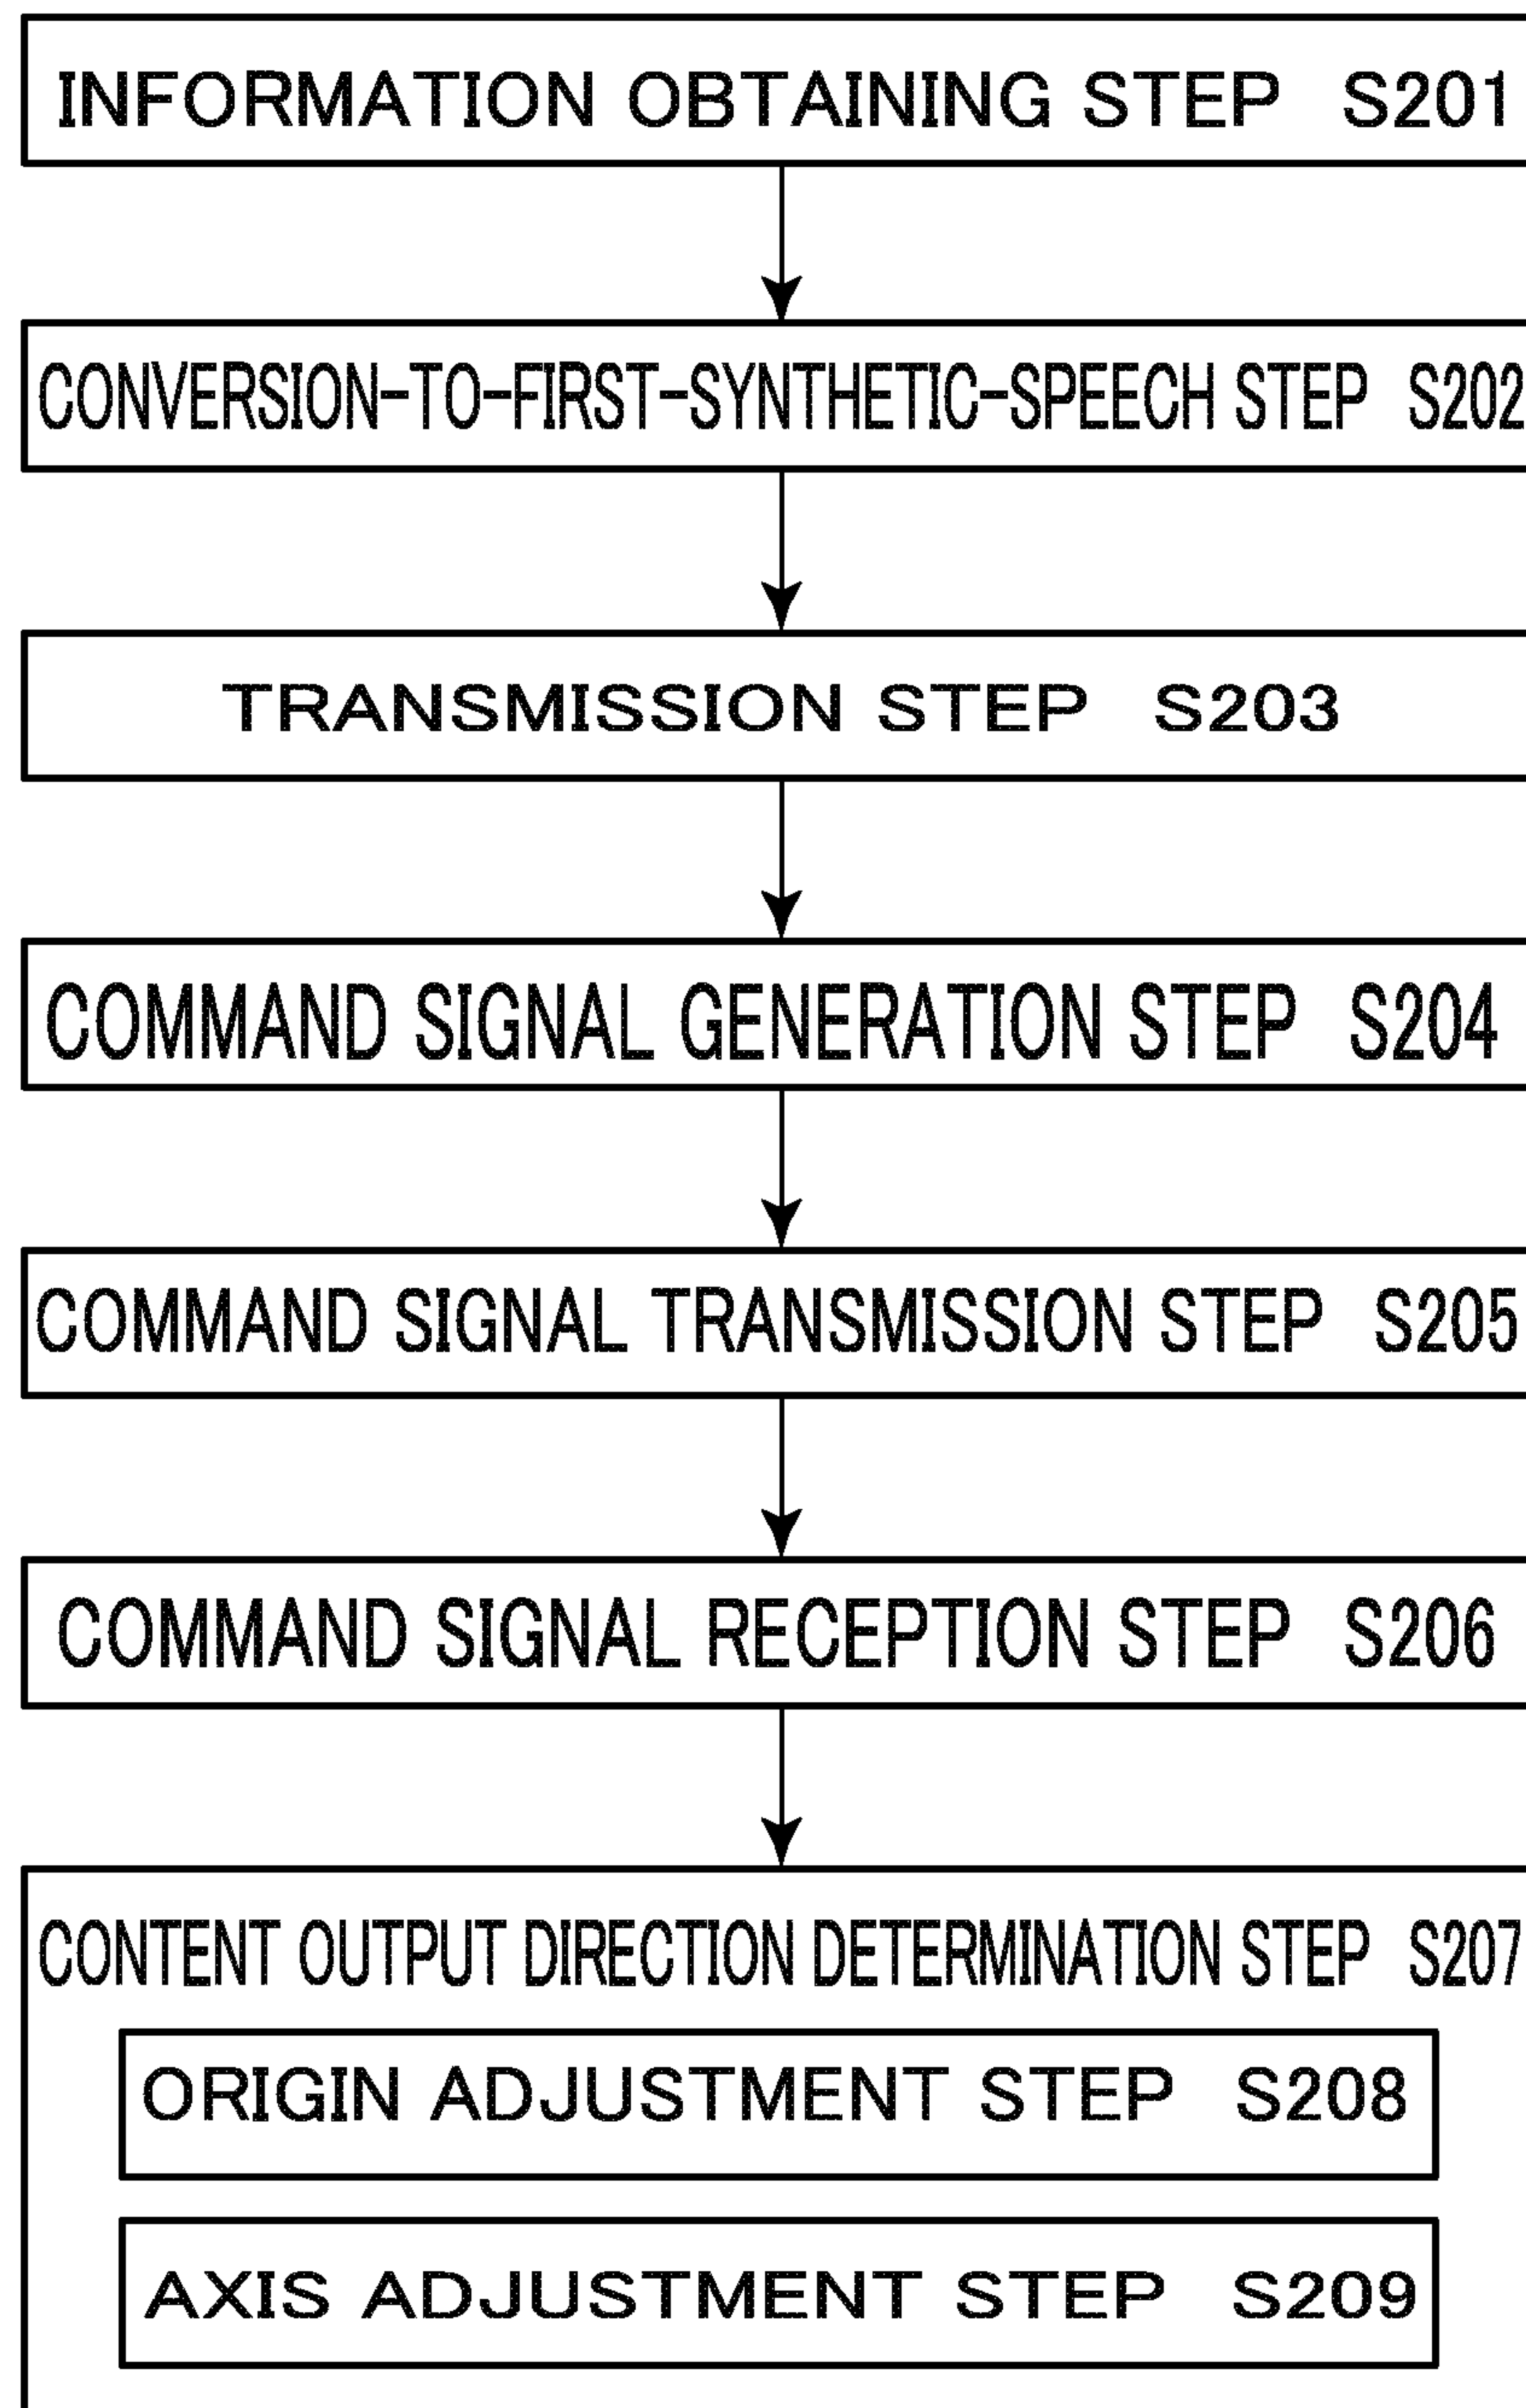 INFORMATION OBTAINING STEP S201
CONVERSION-TO-FIRST-SYNTHETIC-SPEECH STEP S202
TRANSMISSION STEP S203
COMMAND SIGNAL GENERATION STEP S204
COMMAND SIGNAL TRANSMISSION STEP S205
COMMAND SIGNAL RECEPTION STEP S206
CONTENT OUTPUT DIRECTION DETERMINATION STEP S207
ORIGIN ADJUSTMENT STEP S208
AXIS ADJUSTMENT STEP S209